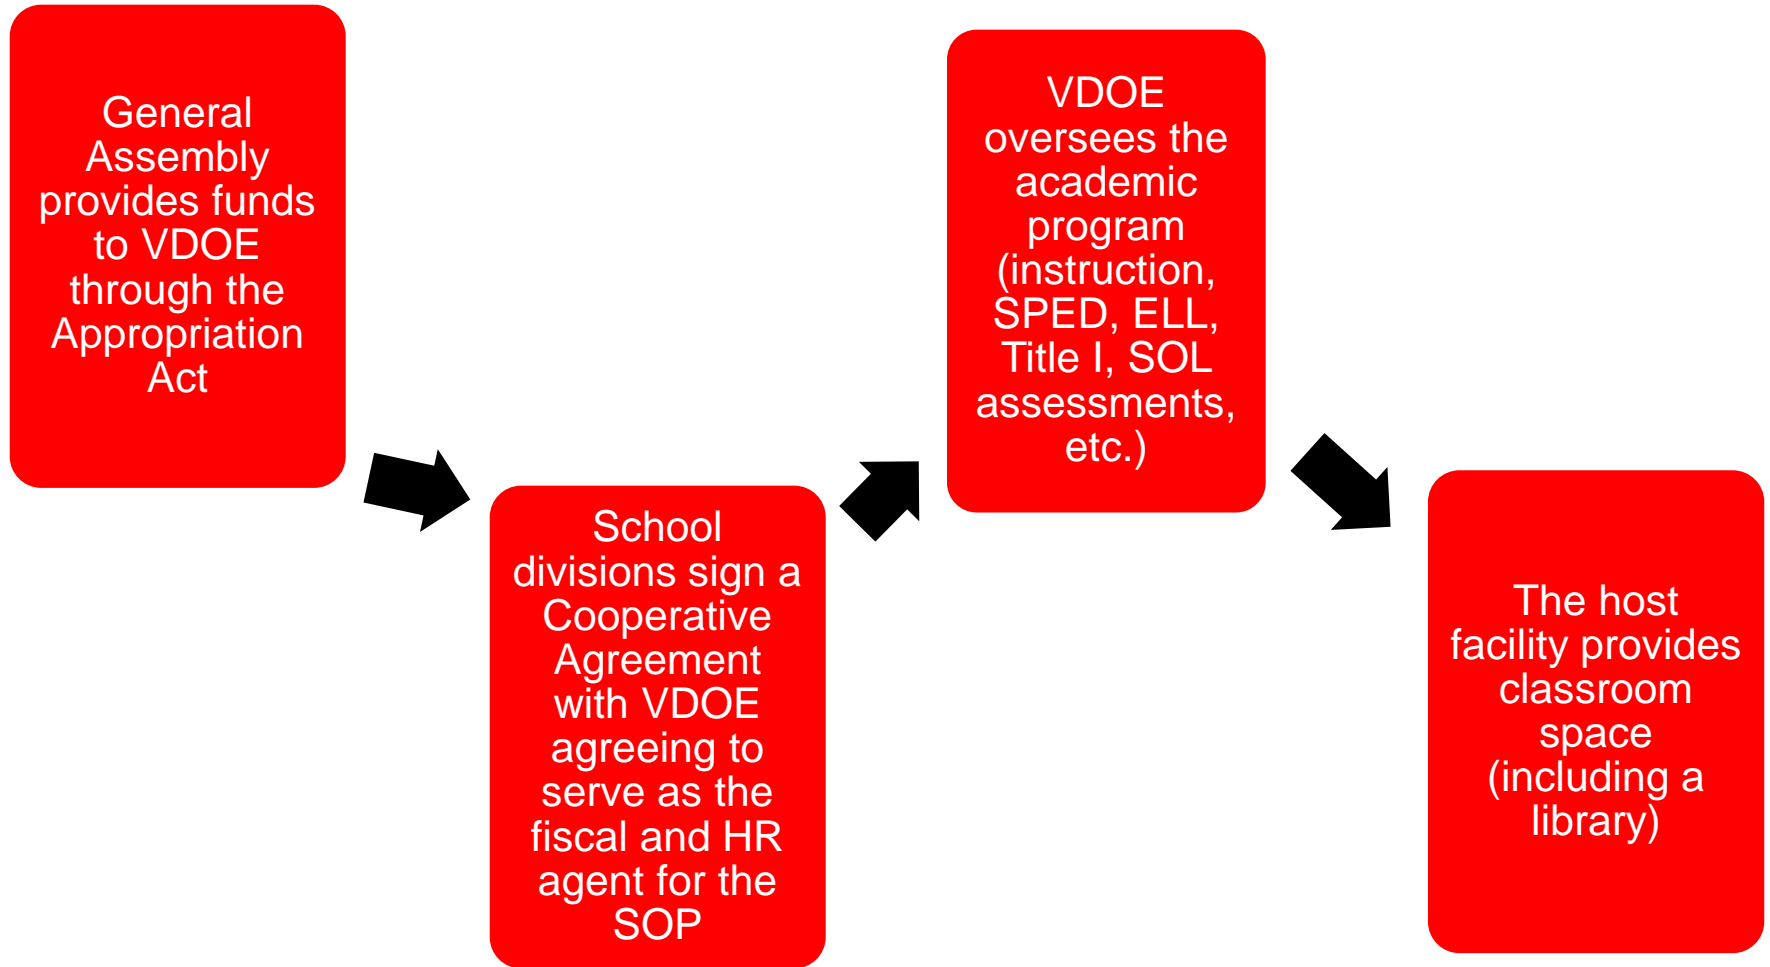 General
Assembly
provides funds
to VDOE
through the
Appropriation
Act
School
divisions sign a
Cooperative
Agreement
with VDOE
agreeing to
serve as the
fiscal and HR
agent for the
SOP
VDOE
oversees the
academic
program
(instruction,
SPED, ELL,
Title I, SOL
assessments,
etc.)
The host
facility provides
classroom
space
(including a
library)